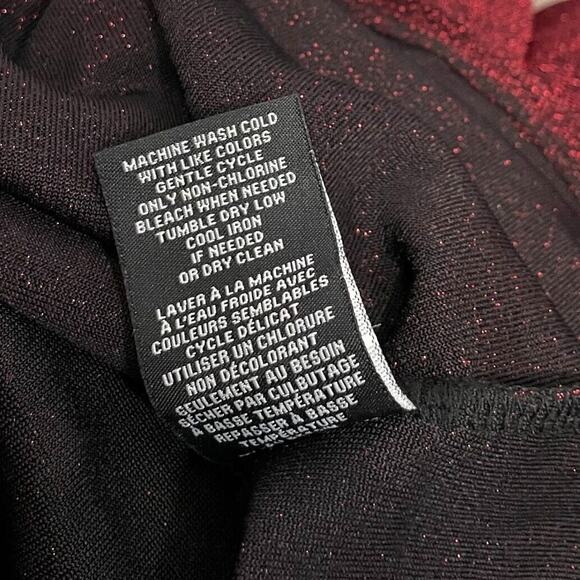 MACHINE WASH COLD
WITH LIKE COLORS
GENTLE CYCLE
ONLY NON-CHLORINE
BLEACH WHEN NEEDED
TUMBLE DRY LOW
COOL IRON
IF NEEDED
OR DRY CLEAN
LAVER À LA MACHINE
À L'EAU FROIDE AVEC
COULEURS SEMBLABLES
CYCLE DÉLICAT
UTILISER UN CHLORURE
NON DÉCOLORANT
SEULEMENT AU BESOIN
SÉCHER PAR CULBUTAGE
À BASSE TEMPÉRATURE
REPASSER À BASSE
TEMPÉRATURE